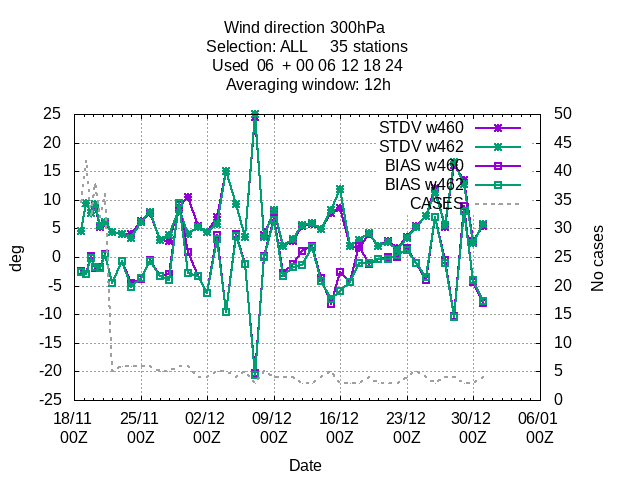 Wind direction 300hPa
Selection: ALL     35 stations
Used  06  + 00 06 12 18 24
Averaging window: 12h
STDV w460
STDV w462
BIAS w460
BIAS w462
CASES
25
20
15
10
5
0
-5
-10
-15
-20
-25
deg
50
45
40
35
30
25
20
15
10
5
0
No cases
18/11 25/11 02/12 09/12 16/12 23/12 30/12 06/01
00Z 00Z 00Z 00Z 00Z 00Z 00Z 00Z
Date